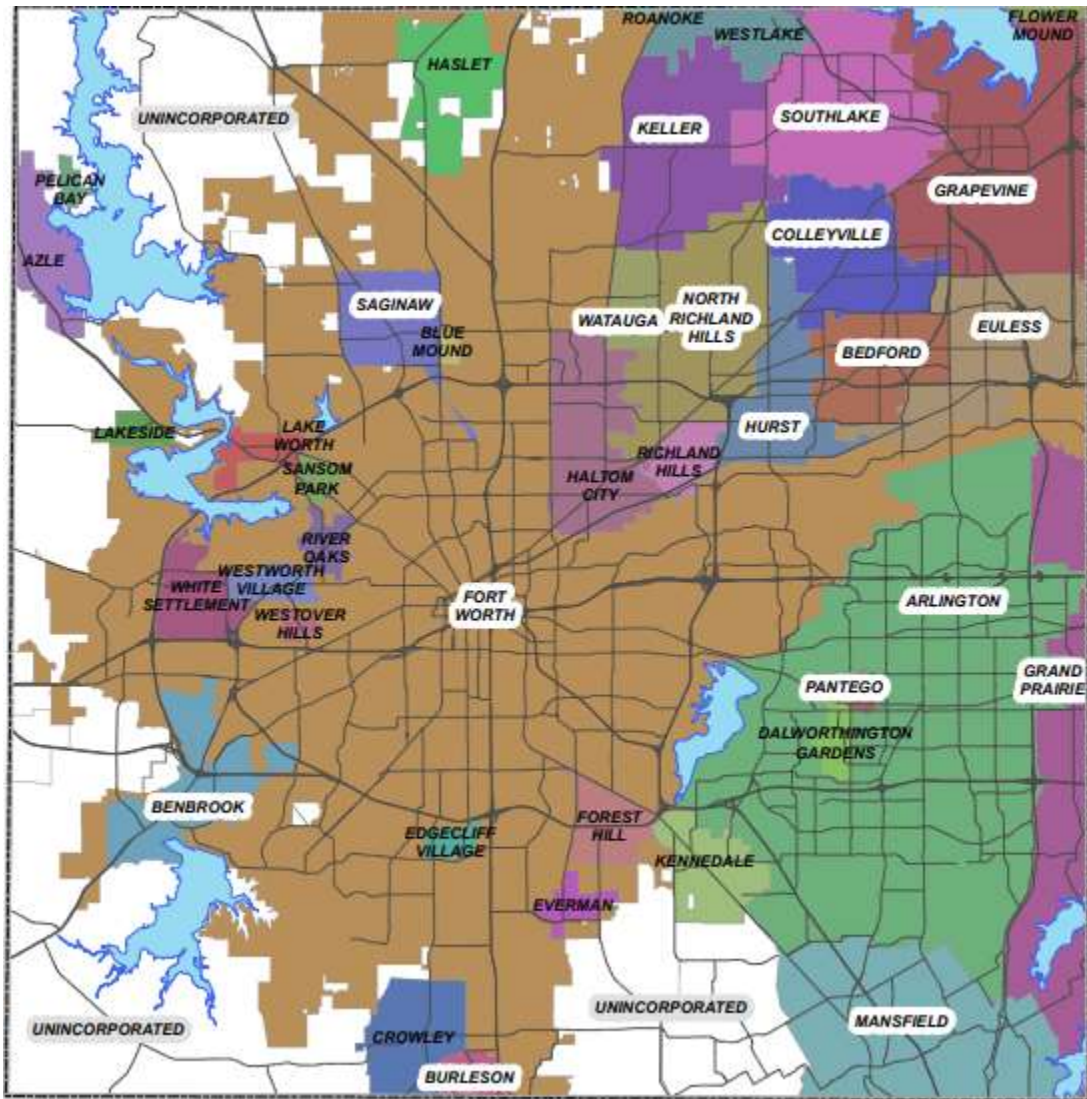 ROANOKE
FLOWER
MOUND
WESTLAKE
HASLET
UNINCORPORATED
KELLER
SOUTHLAKE
PELICAN
BAY
GRAPEVINE
COLLEYVILLE
AZLE
SAGINAW
BLUE
MOUND
WATAUGA
NORTH
RICHLAND
HILLS
EULESS
BEDFORD
LAKESIDE
LAKE
WORTH
SANSOM
PARK
HURST
RICHLAND
HILLS
HALTOM
CITY
RIVER
OAKS
WESTWORTH
VILLAGE
WHITE
SETTLEMENT
WESTOVER
HILLS
FORT
WORTH
ARLINGTON
GRAND
PRAIRIE
PANTEGO
DALWORTHINGTON
GARDENS
BENBROOK
EDGECLIFF
VILLAGE
FOREST
HILL
KENNEDALE
EVERMAN
UNINCORPORATED
UNINCORPORATED
CROWLEY
MANSFIELD
BURLESON